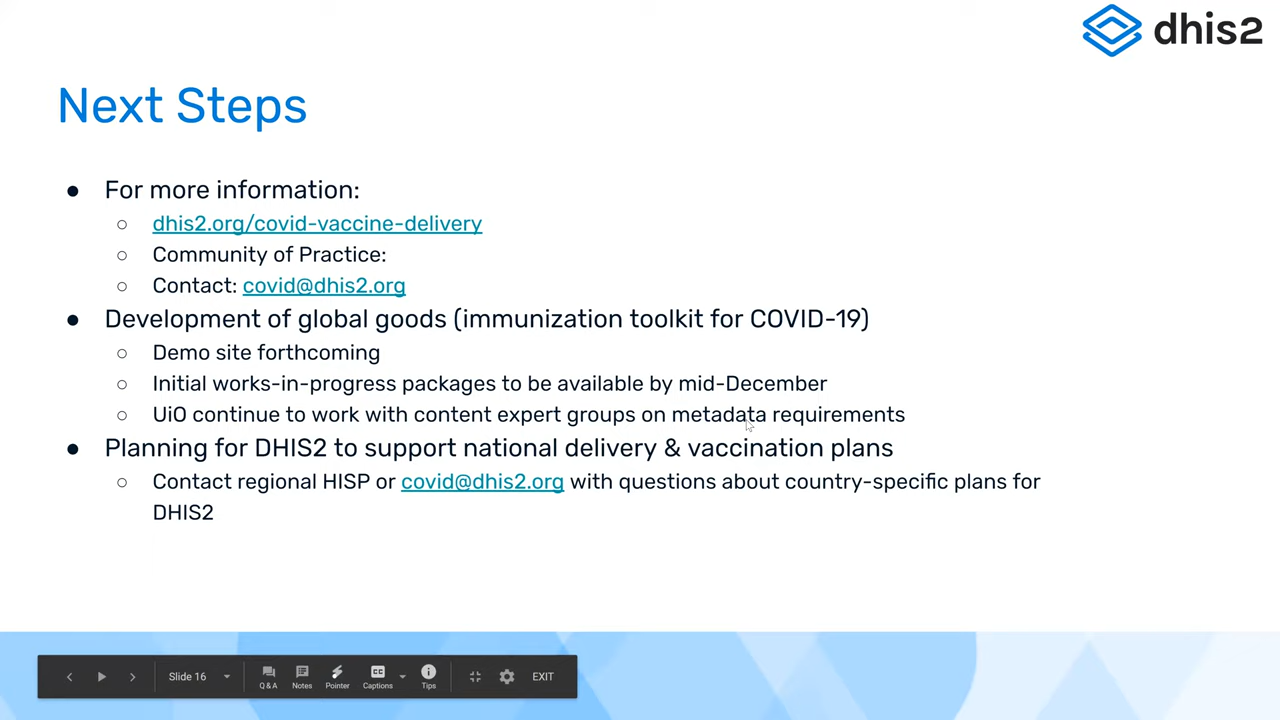 dhis2
Next Steps
● For more information:
○ dhis2.org/covid-vaccine-delivery
○ Community of Practice:
○ Contact: covid@dhis2.org
● Development of global goods (immunization toolkit for COVID-19)
○ Demo site forthcoming
○ Initial works-in-progress packages to be available by mid-December
○ UiO continue to work with content expert groups on metadata requirements
● Planning for DHIS2 to support national delivery & vaccination plans
○ Contact regional HISP or covid@dhis2.org with questions about country-specific plans for
DHIS2
Slide 16 Q&A Notes Pointer CC Captions Tips EXIT